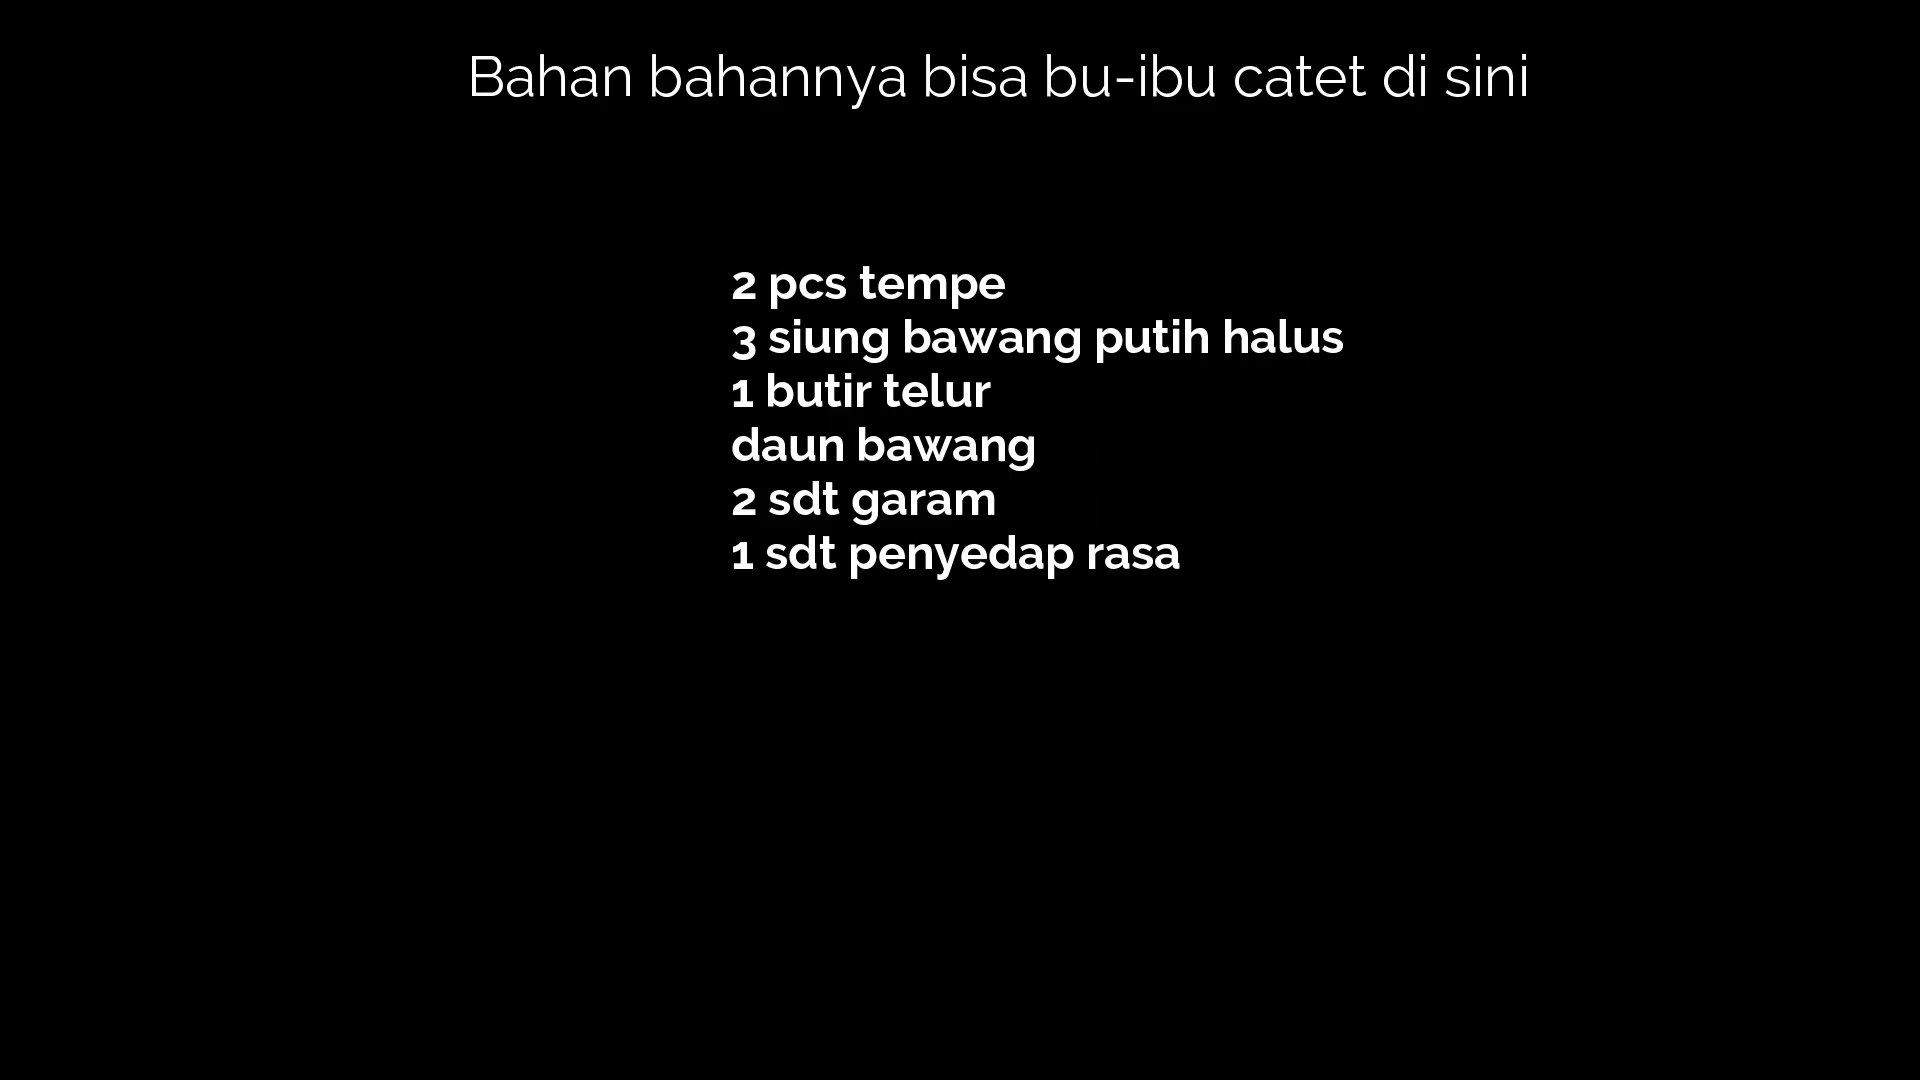 Bahan bahannya bisa bu-ibu catet di sini
2 pcs tempe
3 siung bawang putih halus
1 butir telur
daun bawang
2 sdt garam
1 sdt penyedap rasa